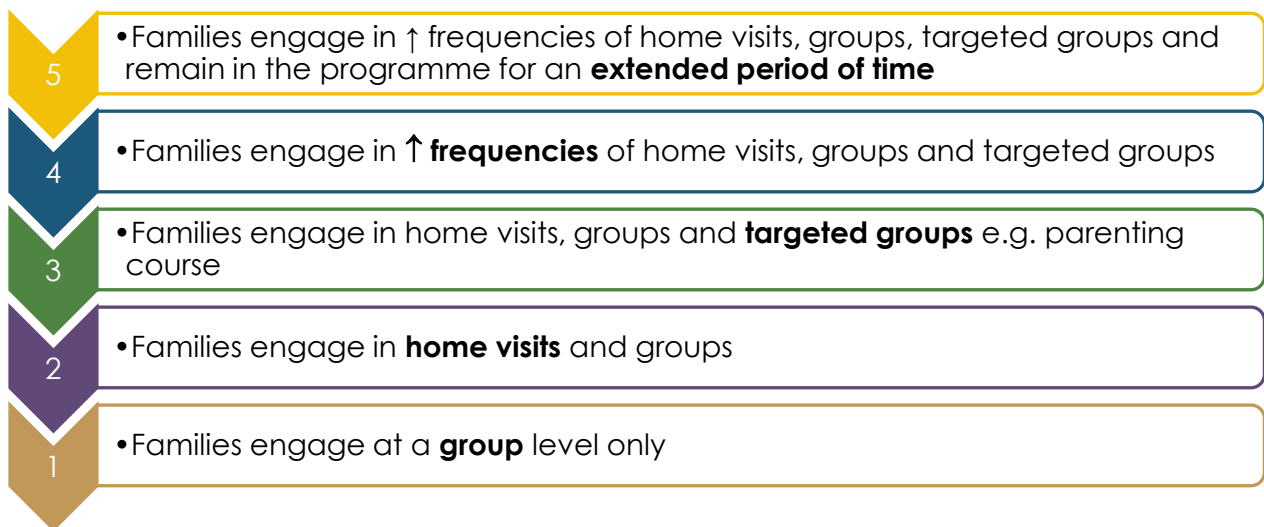 5
•Families engage in ↑ frequencies of home visits, groups, targeted groups and
remain in the programme for an extended period of time
4
•Families engage in ↑ frequencies of home visits, groups and targeted groups
3
•Families engage in home visits, groups and targeted groups e.g. parenting
course
2
•Families engage in home visits and groups
1
•Families engage at a group level only